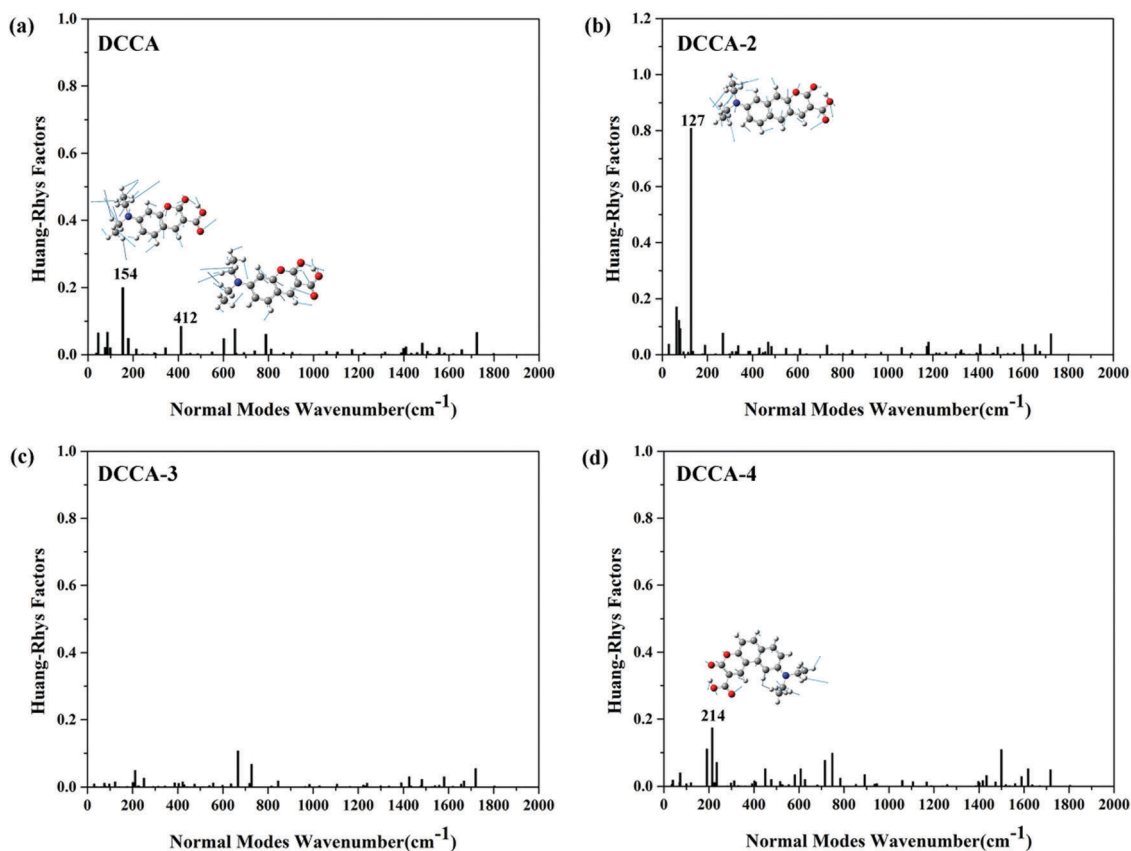 (a)
DCCA
1.0
0.8
0.6
0.4
0.2
0.0
Huang-Rhys Factors
154
412
0 200 400 600 800 1000 1200 1400 1600 1800 2000
Normal Modes Wavenumber(cm⁻¹)
(b)
DCCA-2
1.2
1.0
0.8
0.6
0.4
0.2
0.0
Huang-Rhys Factors
127
0 200 400 600 800 1000 1200 1400 1600 1800 2000
Normal Modes Wavenumber(cm⁻¹)
(c)
DCCA-3
1.0
0.8
0.6
0.4
0.2
0.0
Huang-Rhys Factors
0 200 400 600 800 1000 1200 1400 1600 1800 2000
Normal Modes Wavenumber(cm⁻¹)
(d)
DCCA-4
1.0
0.8
0.6
0.4
0.2
0.0
Huang-Rhys Factors
214
0 200 400 600 800 1000 1200 1400 1600 1800 2000
Normal Modes Wavenumber(cm⁻¹)